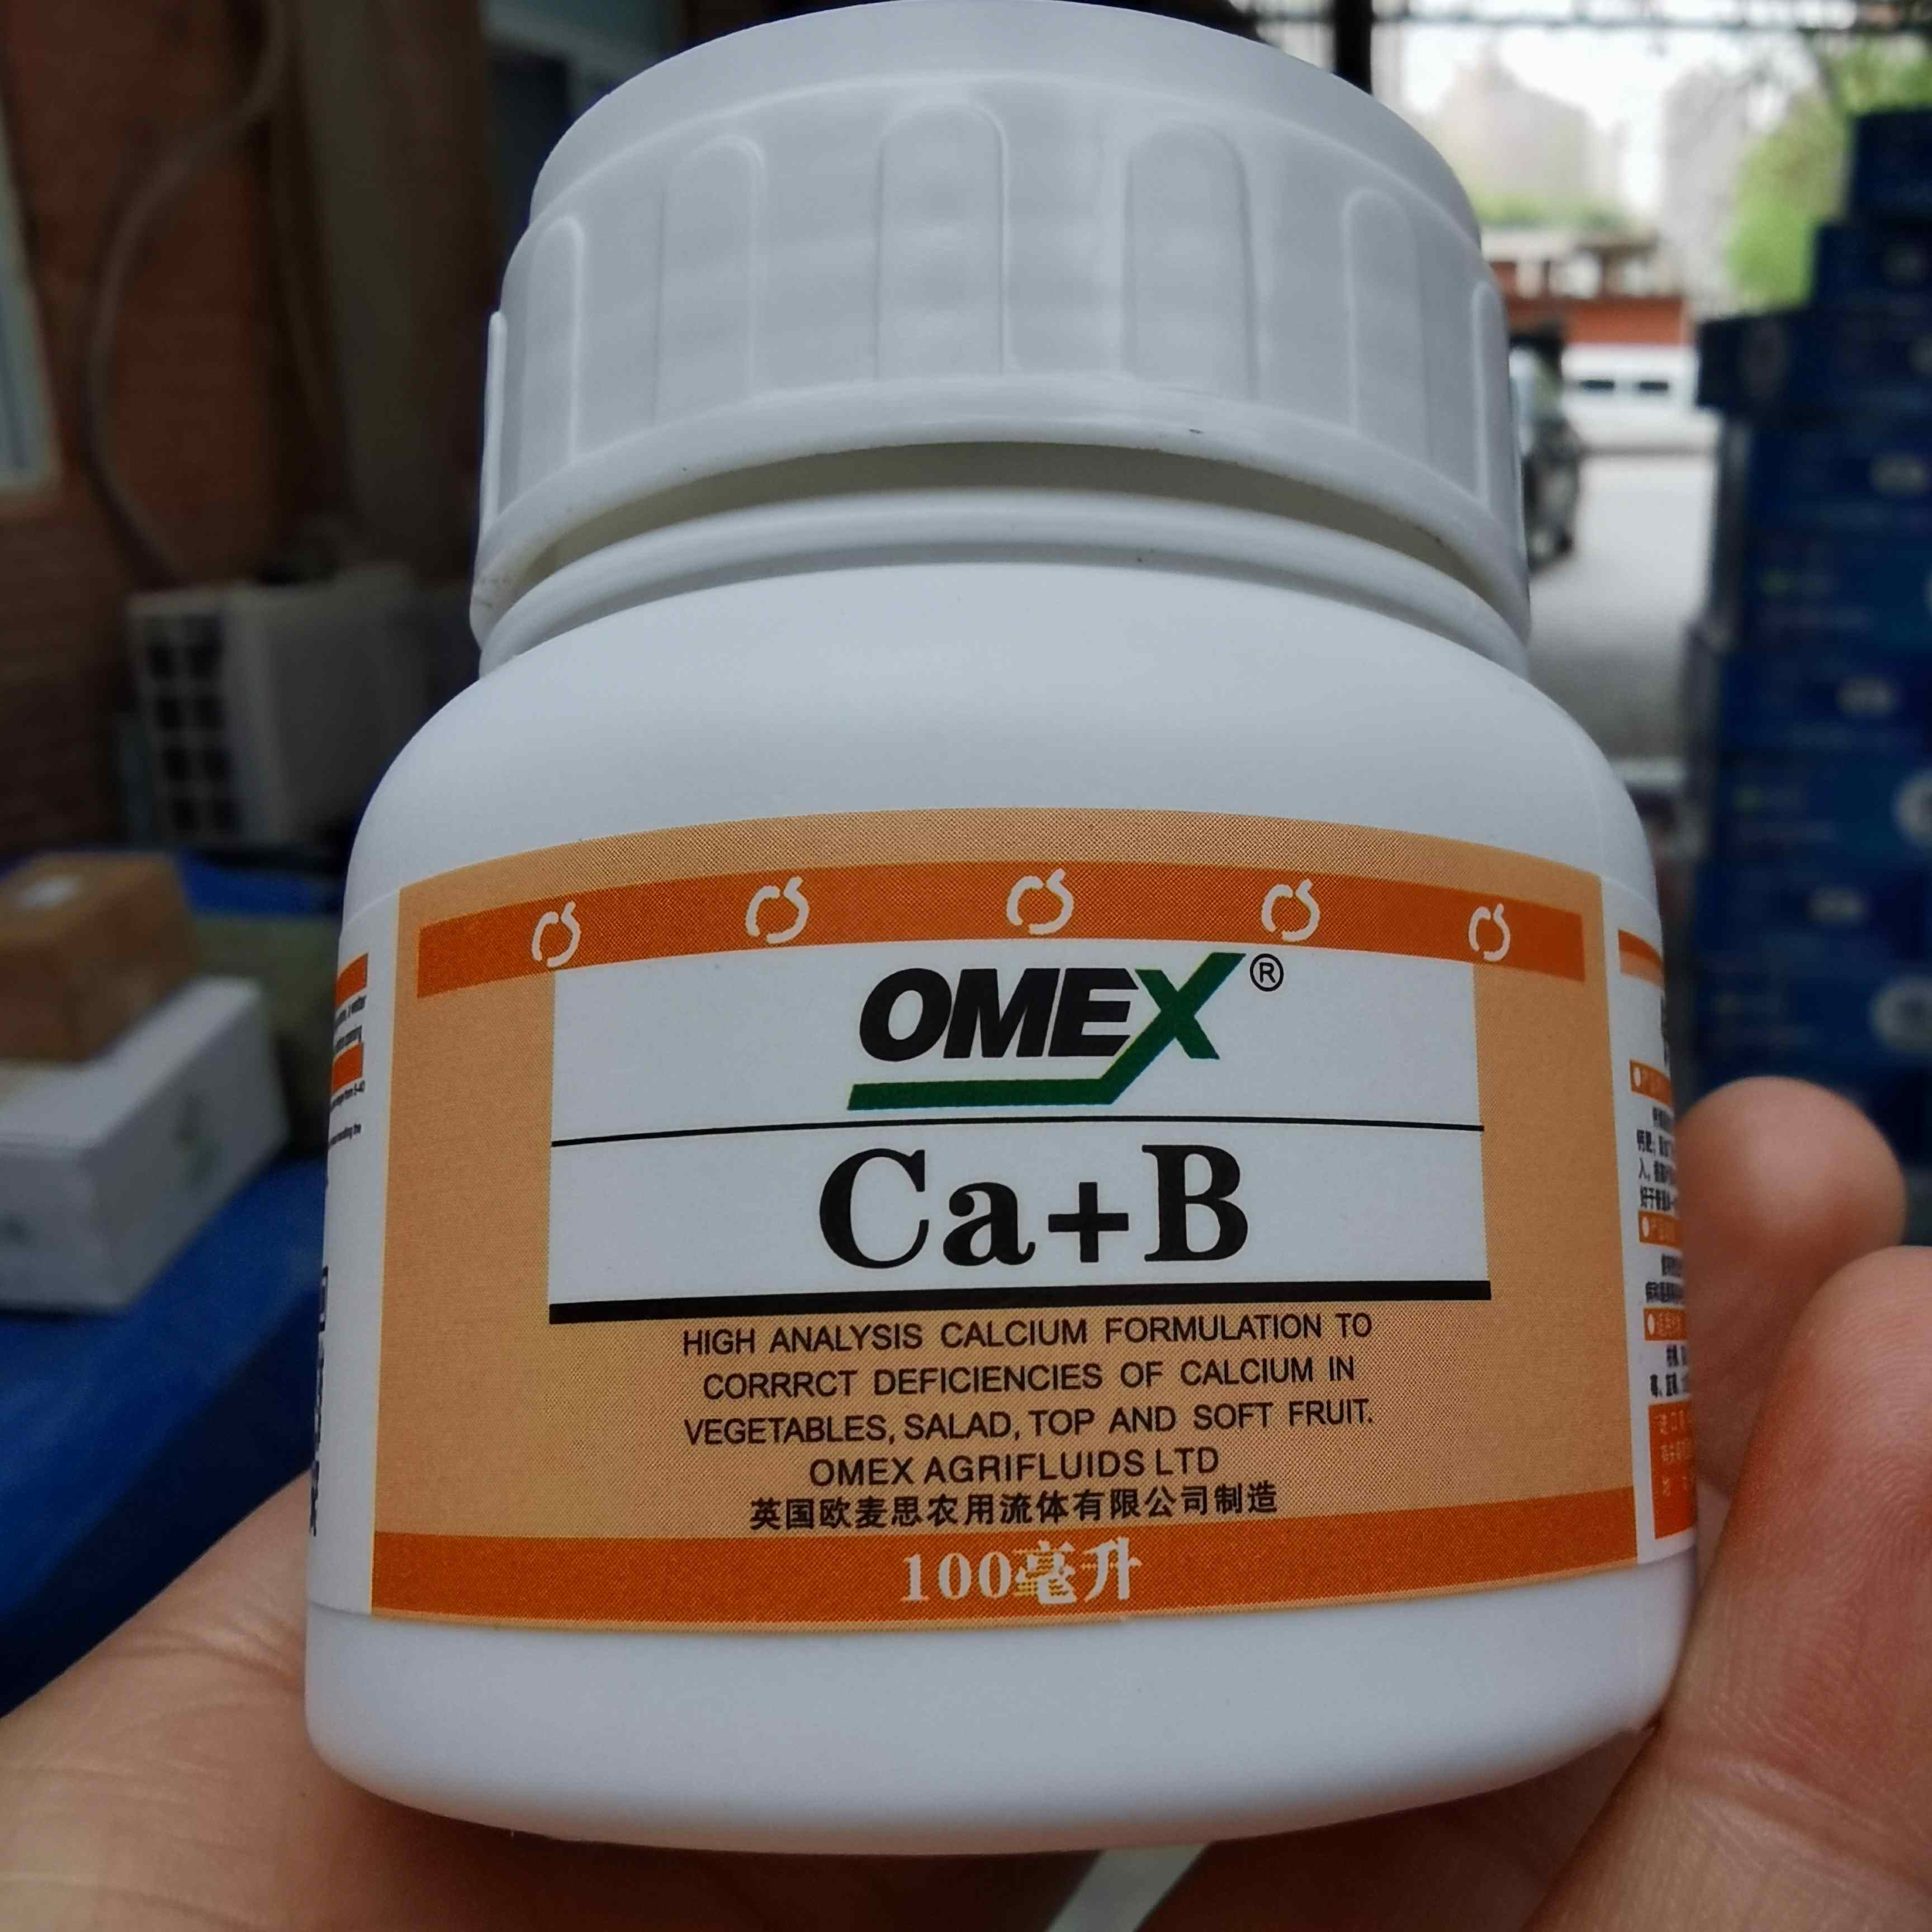 OMEX®
Ca+B
HIGH ANALYSIS CALCIUM FORMULATION TO
CORRRCT DEFICIENCIES OF CALCIUM IN
VEGETABLES, SALAD, TOP AND SOFT FRUIT.
OMEX AGRIFLUIDS LTD
英国欧麦思农用流体有限公司制造
100毫升